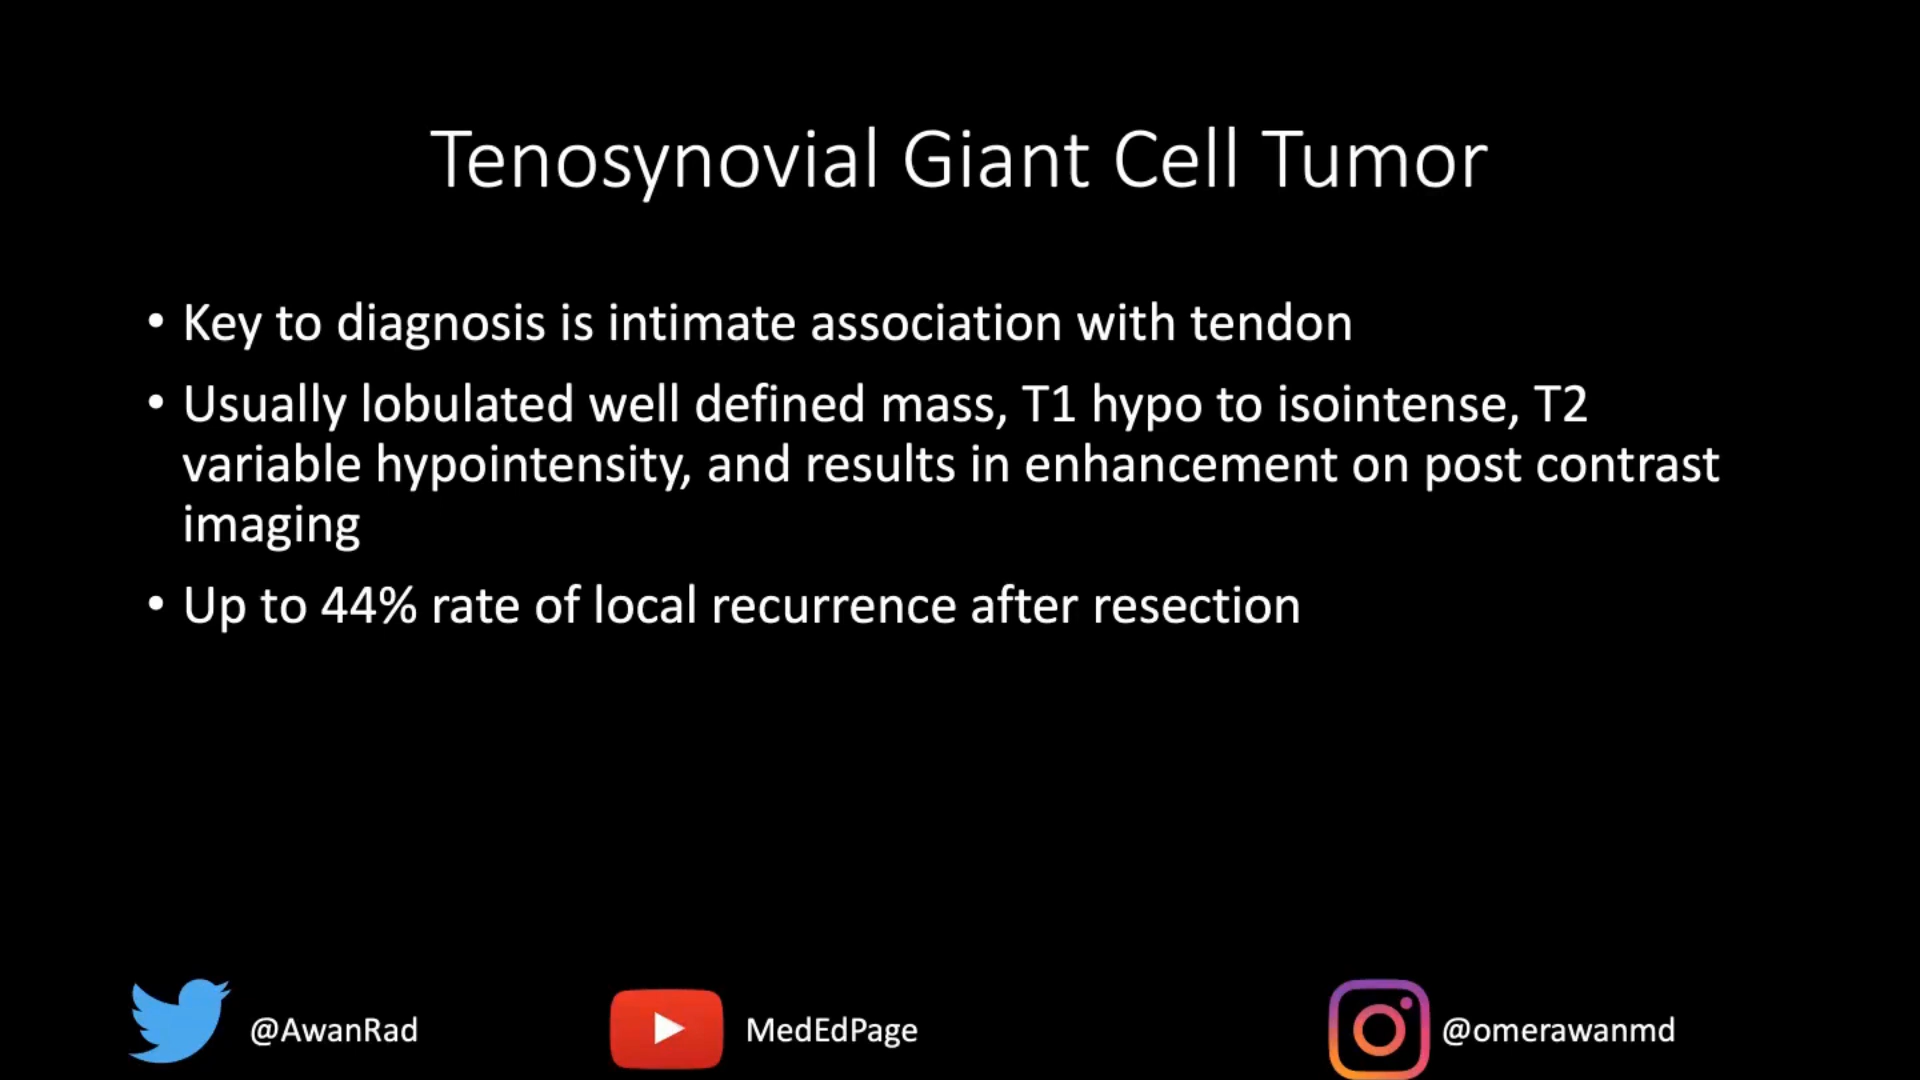 Tenosynovial Giant Cell Tumor
• Key to diagnosis is intimate association with tendon
• Usually lobulated well defined mass, T1 hypo to isointense, T2
variable hypointensity, and results in enhancement on post contrast
imaging
• Up to 44% rate of local recurrence after resection
@AwanRad
MedEdPage
@omerawanmd